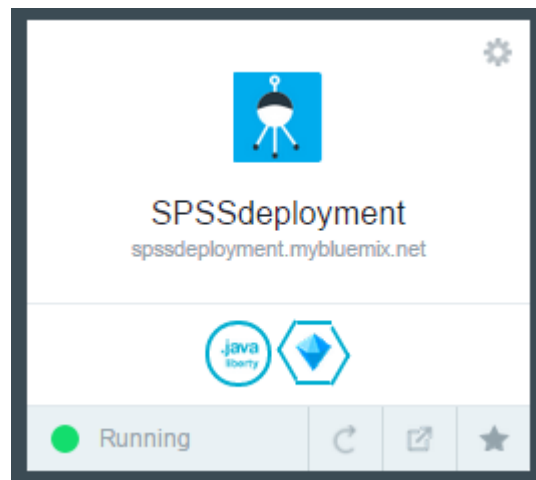 SPSSdeployment
spssdeployment.mybluemix.net
.java
liberty
Running